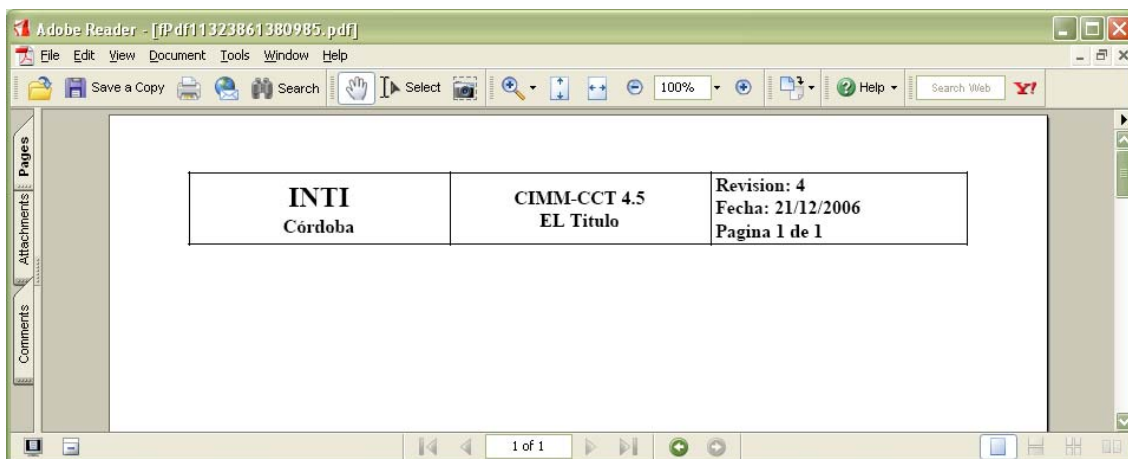 Adobe Reader - [fPdf11323861380985.pdf]
File Edit View Document Tools Window Help
Save a Copy Search Select 100% Help Search Web Y!
Pages
Attachments
Comments
INTI
Córdoba
CIMM-CCT 4.5
EL Titulo
Revision: 4
Fecha: 21/12/2006
Pagina 1 de 1
1 of 1